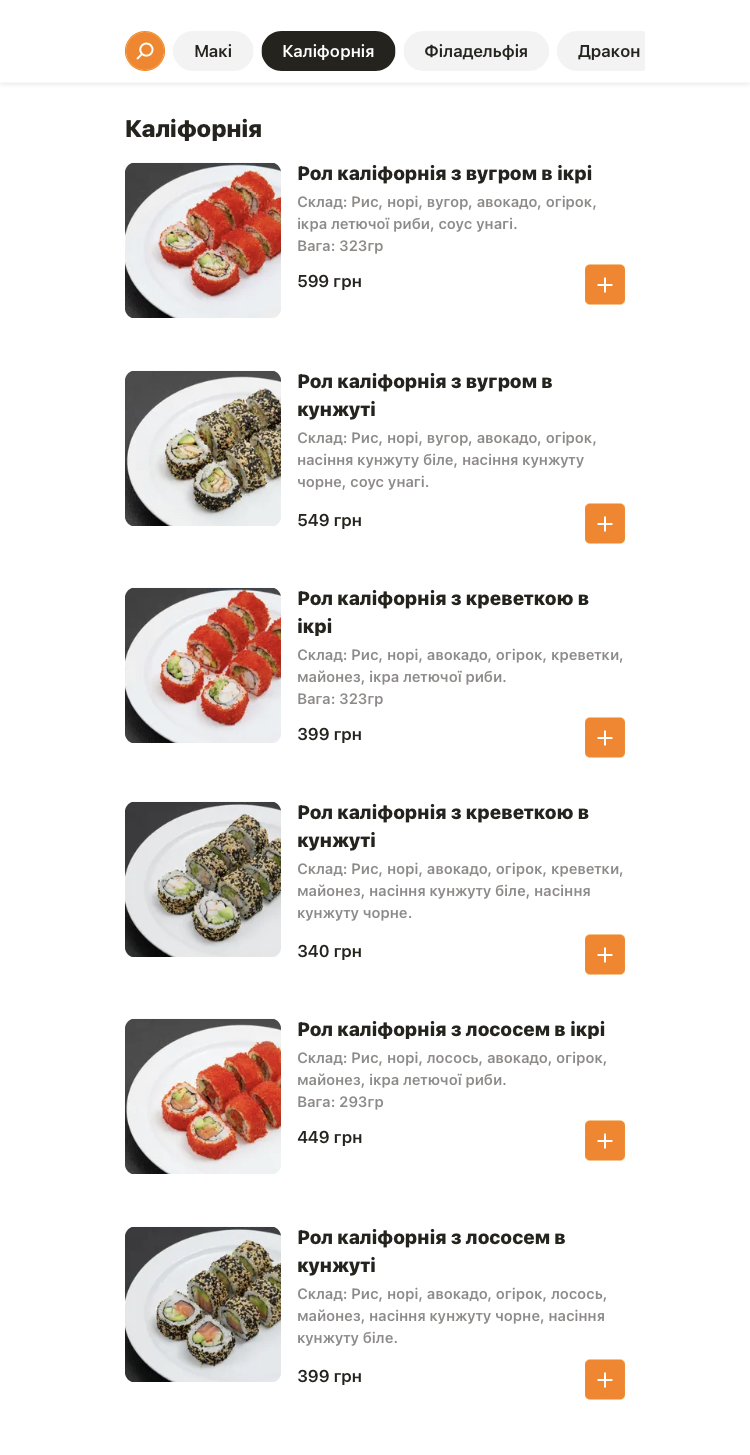 Макі
Каліфорнія
Філадельфія
Дракон
Каліфорнія
Рол каліфорнія з вугром в ікрі
Склад: Рис, норі, вугор, авокадо, огірок,
ікра летючої риби, соус унагі.
Вага: 323гр
599 грн
Рол каліфорнія з вугром в
кунжуті
Склад: Рис, норі, вугор, авокадо, огірок,
насіння кунжуту біле, насіння кунжуту
чорне, соус унагі.
549 грн
Рол каліфорнія з креветкою в
ікрі
Склад: Рис, норі, авокадо, огірок, креветки,
майонез, ікра летючої риби.
Вага: 323гр
399 грн
Рол каліфорнія з креветкою в
кунжуті
Склад: Рис, норі, авокадо, огірок, креветки,
майонез, насіння кунжуту біле, насіння
кунжуту чорне.
340 грн
Рол каліфорнія з лососем в ікрі
Склад: Рис, норі, лосось, авокадо, огірок,
майонез, ікра летючої риби.
Вага: 293гр
449 грн
Рол каліфорнія з лососем в
кунжуті
Склад: Рис, норі, авокадо, огірок, лосось,
майонез, насіння кунжуту чорне, насіння
кунжуту біле.
399 грн